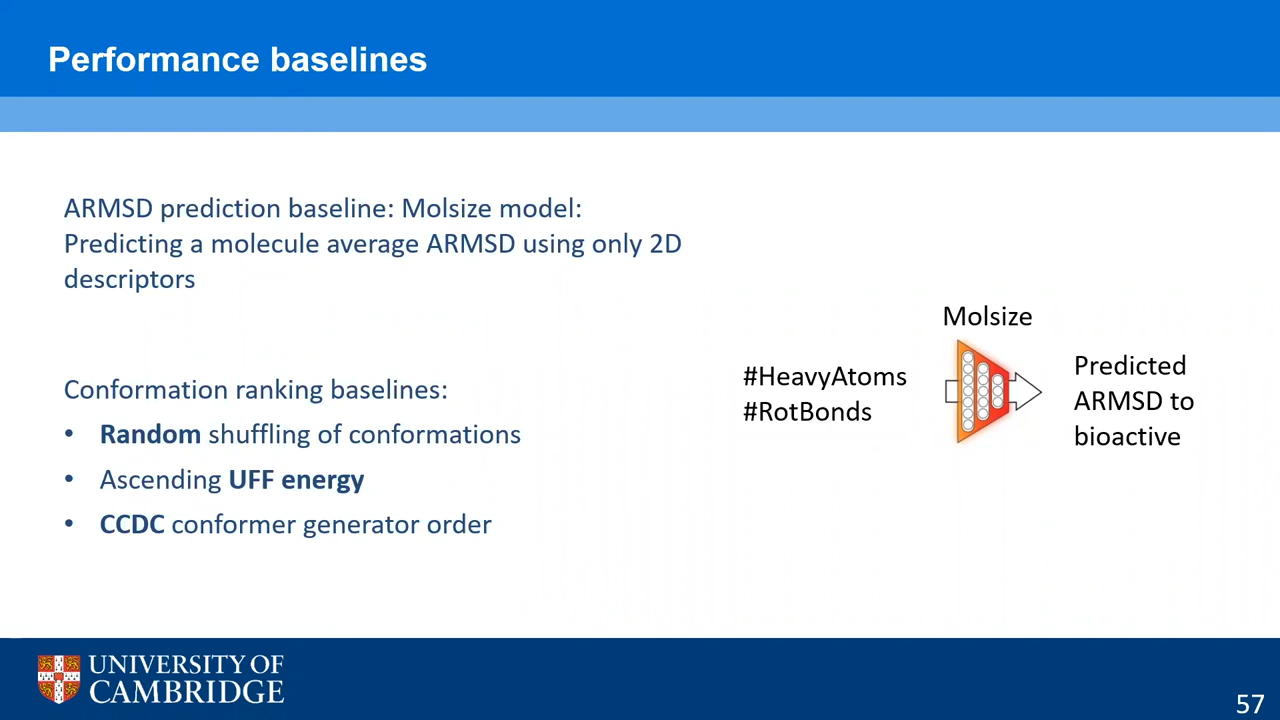 Performance baselines
ARMSD prediction baseline: Molsize model:
Predicting a molecule average ARMSD using only 2D
descriptors
Conformation ranking baselines:
• Random shuffling of conformations
• Ascending UFF energy
• CCDC conformer generator order
Molsize
#HeavyAtoms
#RotBonds
Predicted
ARMSD to
bioactive
UNIVERSITY OF
CAMBRIDGE
57